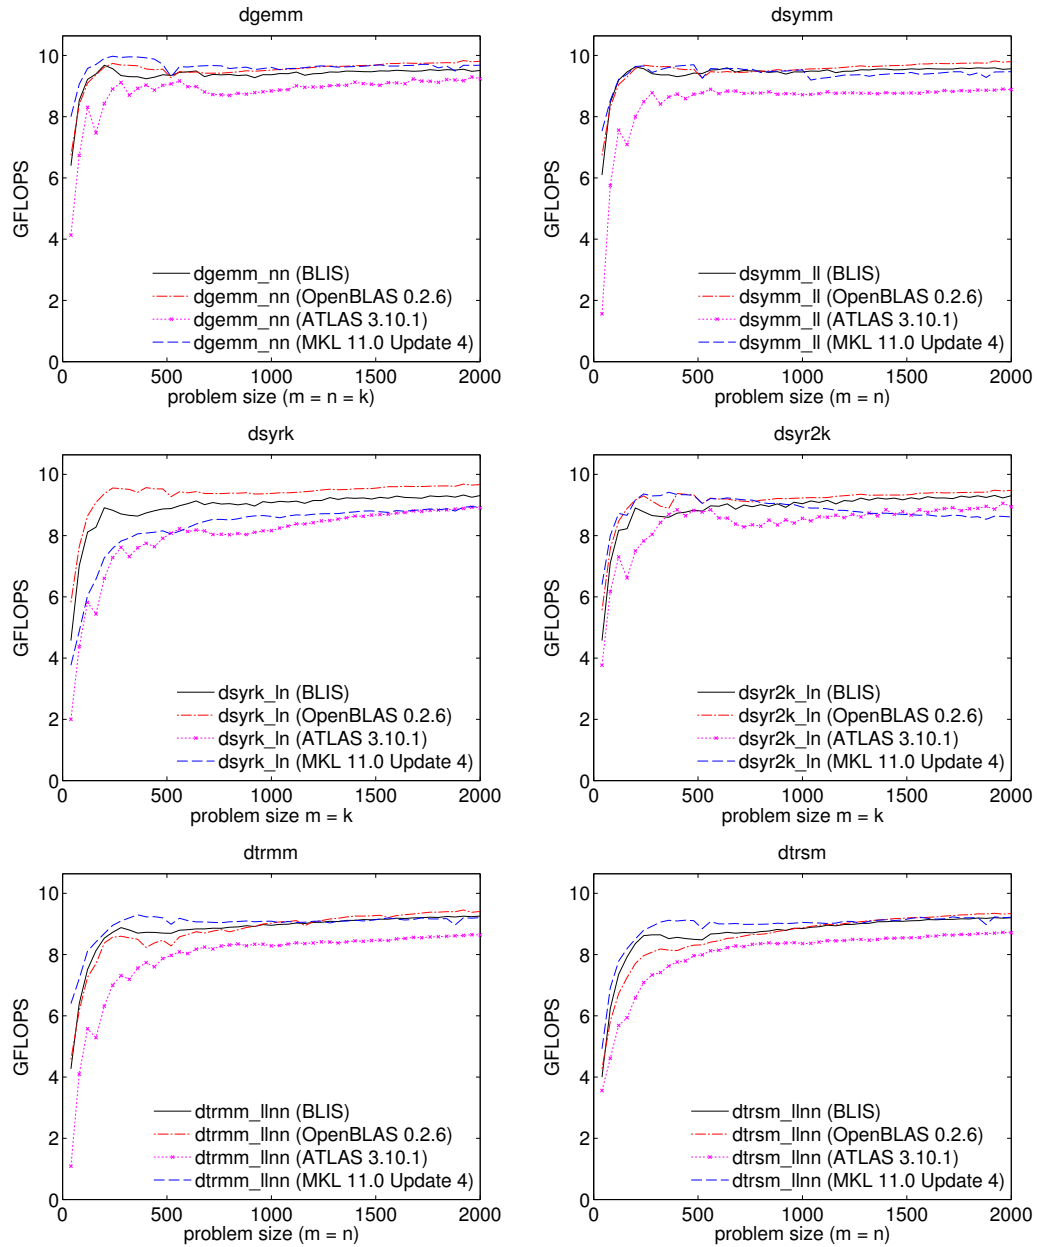 dgemm
10
8
6
4
2
0
GFLOPS
dgemm_nn (BLIS)
dgemm_nn (OpenBLAS 0.2.6)
dgemm_nn (ATLAS 3.10.1)
dgemm_nn (MKL 11.0 Update 4)
0 500 1000 1500 2000
problem size (m = n = k)
dsymm
10
8
6
4
2
0
GFLOPS
dsymm_ll (BLIS)
dsymm_ll (OpenBLAS 0.2.6)
dsymm_ll (ATLAS 3.10.1)
dsymm_ll (MKL 11.0 Update 4)
0 500 1000 1500 2000
problem size (m = n)
dsyrk
10
8
6
4
2
0
GFLOPS
dsyrk_ln (BLIS)
dsyrk_ln (OpenBLAS 0.2.6)
dsyrk_ln (ATLAS 3.10.1)
dsyrk_ln (MKL 11.0 Update 4)
0 500 1000 1500 2000
problem size m = k
dsyr2k
10
8
6
4
2
0
GFLOPS
dsyr2k_ln (BLIS)
dsyr2k_ln (OpenBLAS 0.2.6)
dsyr2k_ln (ATLAS 3.10.1)
dsyr2k_ln (MKL 11.0 Update 4)
0 500 1000 1500 2000
problem size m = k
dtrmm
10
8
6
4
2
0
GFLOPS
dtrmm_llnn (BLIS)
dtrmm_llnn (OpenBLAS 0.2.6)
dtrmm_llnn (ATLAS 3.10.1)
dtrmm_llnn (MKL 11.0 Update 4)
0 500 1000 1500 2000
problem size (m = n)
dtrsm
10
8
6
4
2
0
GFLOPS
dtrsm_llnn (BLIS)
dtrsm_llnn (OpenBLAS 0.2.6)
dtrsm_llnn (ATLAS 3.10.1)
dtrsm_llnn (MKL 11.0 Update 4)
0 500 1000 1500 2000
problem size (m = n)